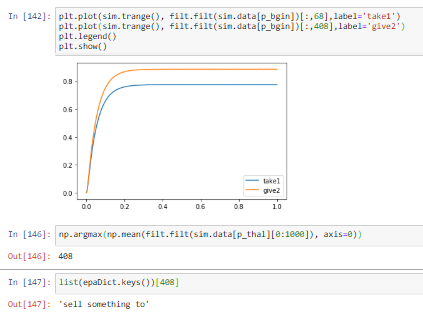 In [142]: plt.plot(sim.trange(), filt.filt(sim.data[p_bgin])[:,68],label='take1')
plt.plot(sim.trange(), filt.filt(sim.data[p_bgin])[:,408],label='give2')
plt.legend()
plt.show()
0.8
0.6
0.4
0.2
0.0
take1
give2
0.0 0.2 0.4 0.6 0.8 1.0
In [146]: np.argmax(np.mean(filt.filt(sim.data[p_thal][0:1000]), axis=0))
Out[146]: 408
In [147]: list(epaDict.keys())[408]
Out[147]: 'sell something to'